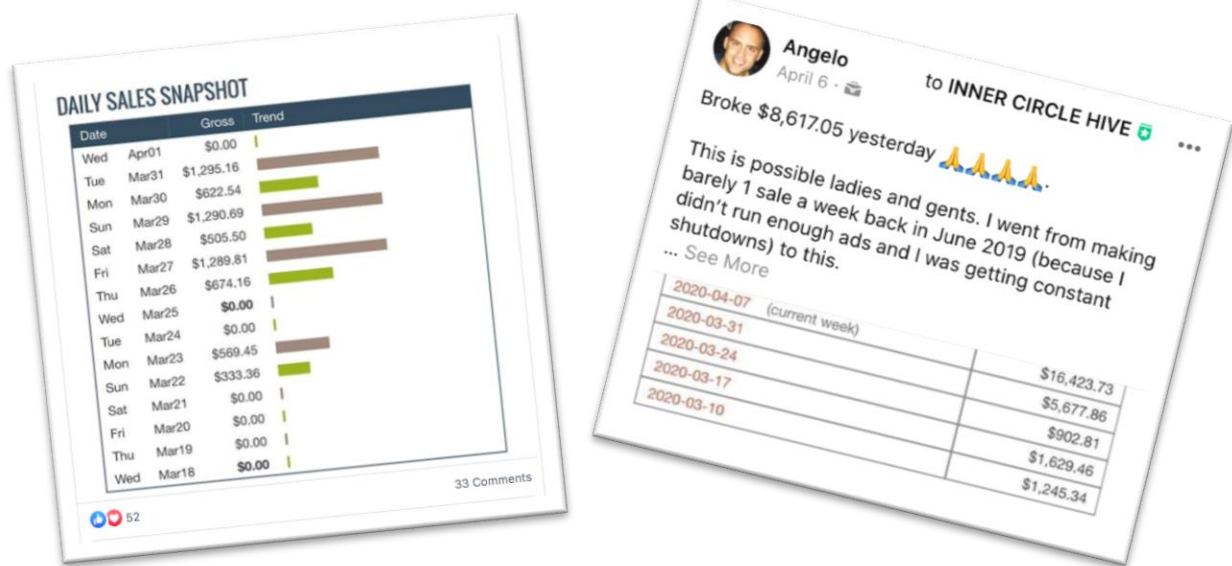 DAILY SALES SNAPSHOT
Date Gross Trend
Wed Apr01 $0.00
Tue Mar31 $1,295.16
Mon Mar30 $622.54
Sun Mar29 $1,290.69
Sat Mar28 $505.50
Fri Mar27 $1,289.81
Thu Mar26 $674.16
Wed Mar25 $0.00
Tue Mar24 $0.00
Mon Mar23 $569.45
Sun Mar22 $333.36
Sat Mar21 $0.00
Fri Mar20 $0.00
Thu Mar19 $0.00
Wed Mar18 $0.00
52
33 Comments
Angelo to INNER CIRCLE HIVE
April 6 ·
Broke $8,617.05 yesterday 🙏🙏🙏🙏.
This is possible ladies and gents. I went from making
barely 1 sale a week back in June 2019 (because I
didn't run enough ads and I was getting constant
shutdowns) to this.
... See More
2020-04-07 (current week) $16,423.73
2020-03-31 $5,677.86
2020-03-24 $902.81
2020-03-17 $1,629.46
2020-03-10 $1,245.34